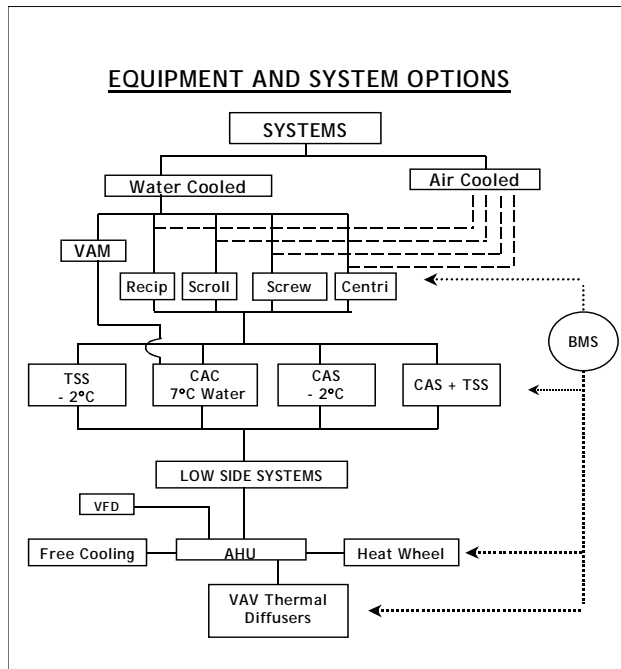 EQUIPMENT AND SYSTEM OPTIONS
SYSTEMS
Water Cooled
Air Cooled
VAM
Recip
Scroll
Screw
Centri
BMS
TSS
- 2°C
CAC
7°C Water
CAS
- 2°C
CAS + TSS
LOW SIDE SYSTEMS
VFD
Free Cooling
AHU
Heat Wheel
VAV Thermal
Diffusers